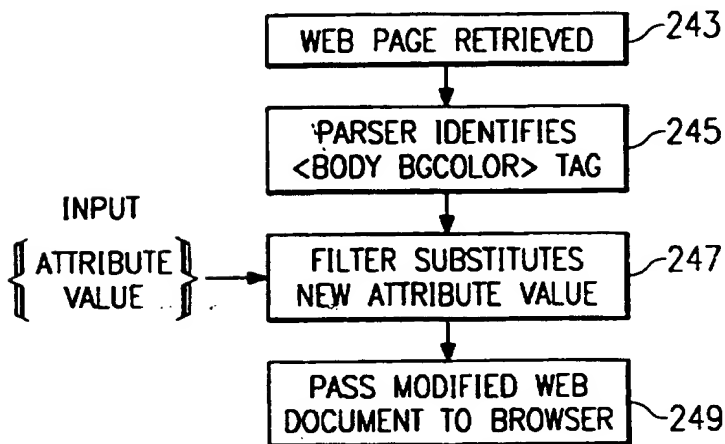 WEB PAGE RETRIEVED
243
PARSER IDENTIFIES
<BODY BGCOLOR> TAG
245
INPUT
{ATTRIBUTE
VALUE}
FILTER SUBSTITUTES
NEW ATTRIBUTE VALUE
247
PASS MODIFIED WEB
DOCUMENT TO BROWSER
249